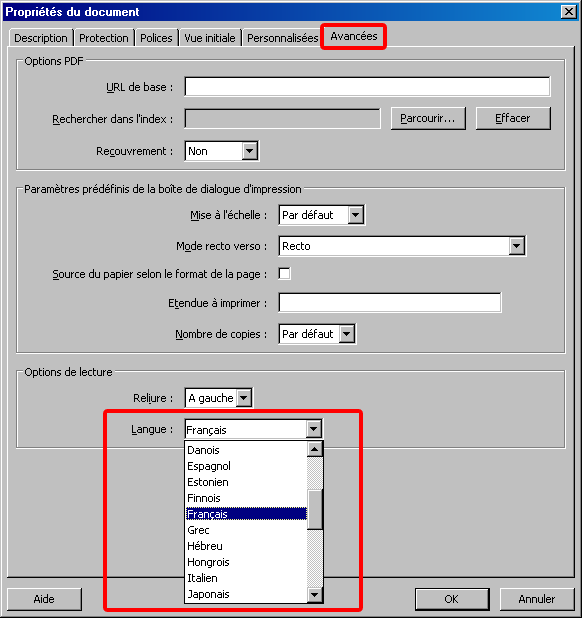 Propriétés du document
Description Protection Polices Vue initiale Personnalisées Avancées
Options PDF
URL de base :
Rechercher dans l'index : Parcourir... Effacer
Recouvrement : Non
Paramètres prédéfinis de la boîte de dialogue d'impression
Mise à l'échelle : Par défaut
Mode recto verso : Recto
Source du papier selon le format de la page :
Etendue à imprimer :
Nombre de copies : Par défaut
Options de lecture
Reliure : A gauche
Langue : Français
Danois
Espagnol
Estonien
Finnois
Français
Grec
Hébreu
Hongrois
Italien
Japonais
Aide OK Annuler